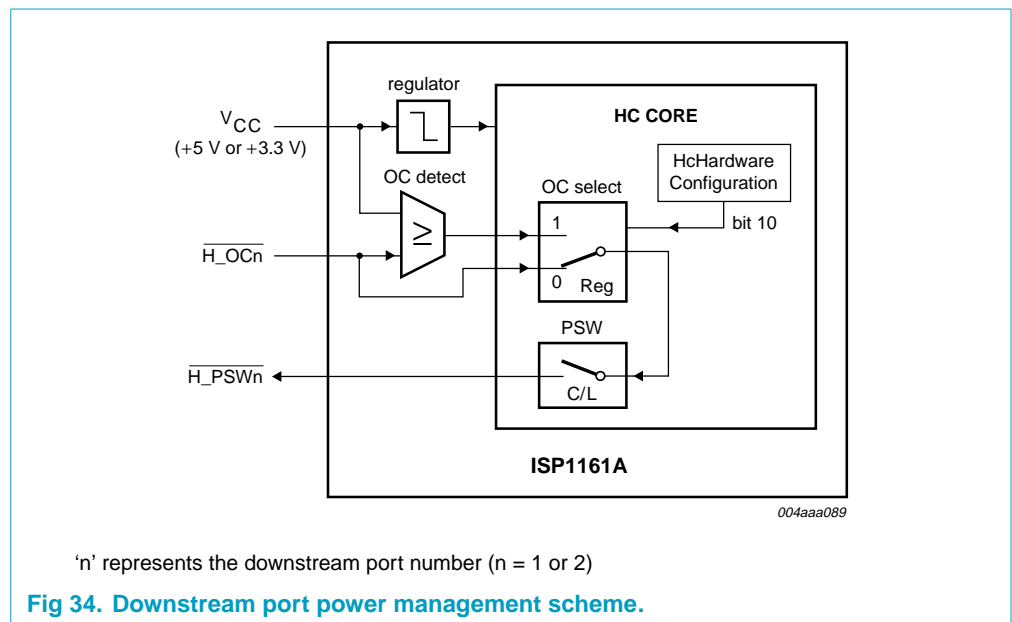 regulator
HC CORE
VCC
(+5 V or +3.3 V)
HcHardware
Configuration
OC detect
OC select
1
bit 10
≥
H_OCn
0
Reg
PSW
H_PSWn
C/L
ISP1161A
004aaa089
‘n’ represents the downstream port number (n = 1 or 2)
Fig 34. Downstream port power management scheme.